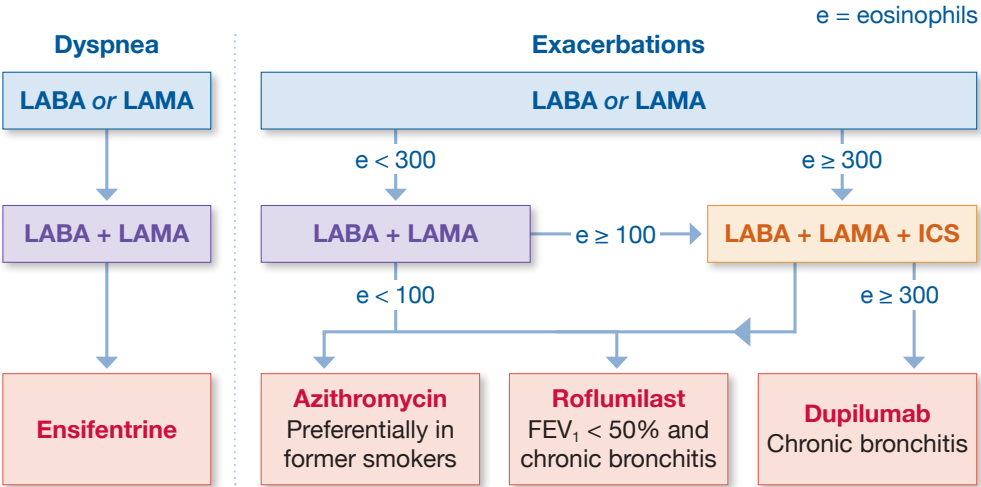 e = eosinophils
Dyspnea
Exacerbations
LABA or LAMA
LABA or LAMA
e < 300
e ≥ 300
LABA + LAMA
LABA + LAMA
e ≥ 100
LABA + LAMA + ICS
e < 100
e ≥ 300
Ensifentrine
Azithromycin
Preferentially in
former smokers
Roflumilast
FEV₁ < 50% and
chronic bronchitis
Dupilumab
Chronic bronchitis